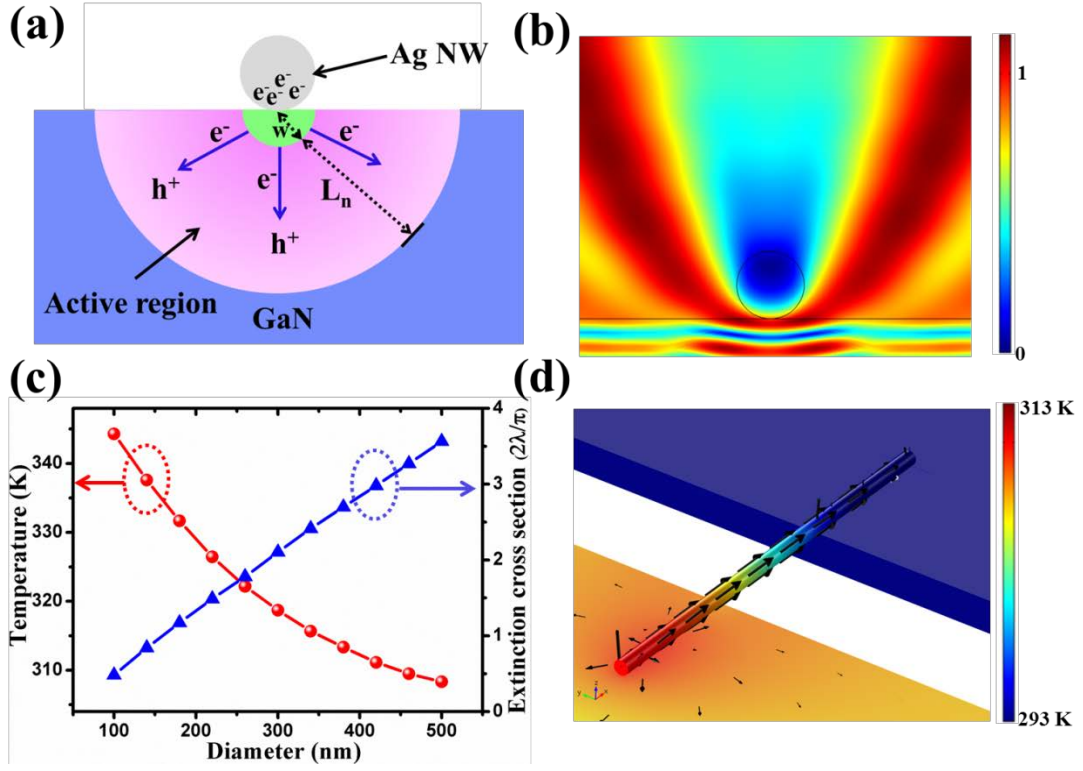 (a)
Ag NW
e⁻
e⁻ e⁻ e⁻
w
e⁻ e⁻
e⁻
Lₙ
h⁺
h⁺
Active region
GaN
(b)
1
0
(c)
Temperature (K)
340
330
320
310
100 200 300 400 500
Diameter (nm)
4
3
2
1
0
Extinction cross section (2λ/π)
(d)
313 K
293 K
y z x